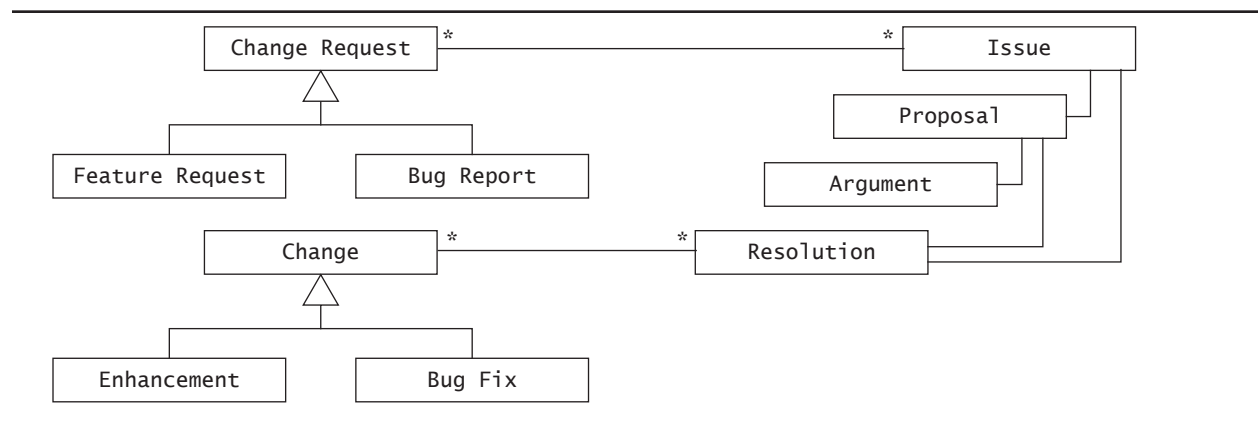 Change Request * * Issue
Proposal
Feature Request Bug Report Argument
Change * * Resolution
Enhancement Bug Fix